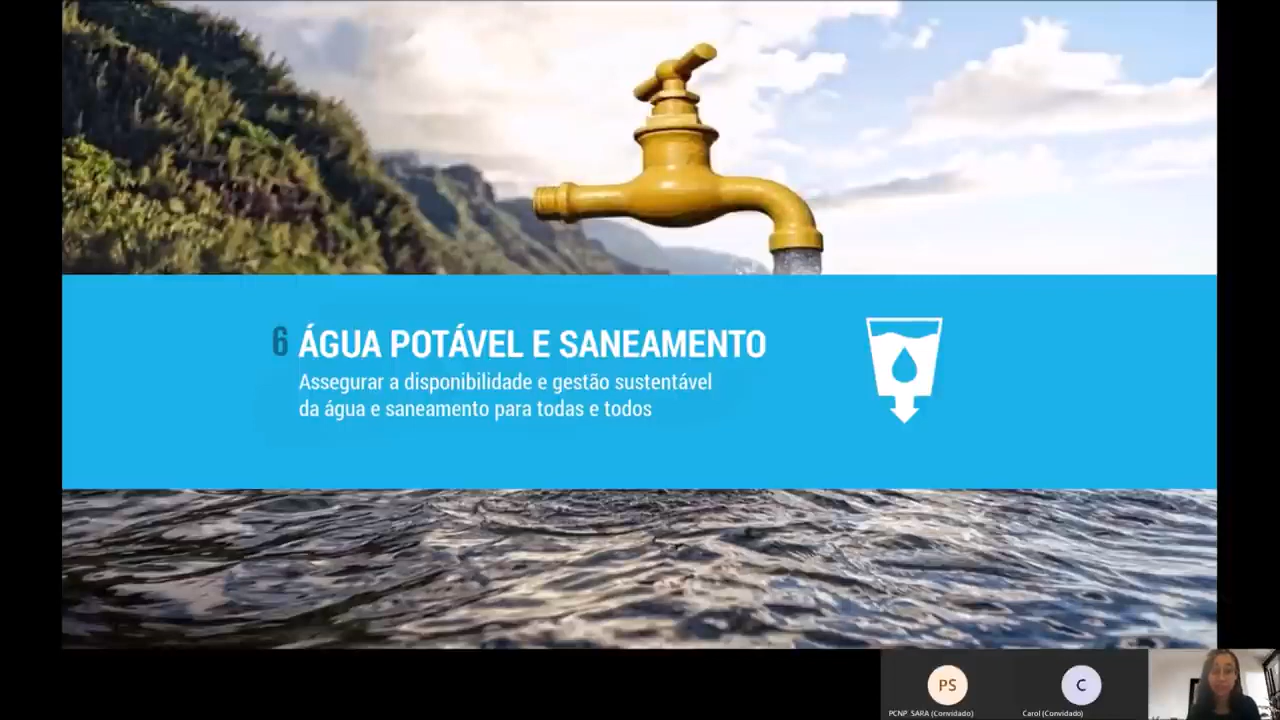 6 ÁGUA POTÁVEL E SANEAMENTO
Assegurar a disponibilidade e gestão sustentável
da água e saneamento para todas e todos
PS
C
PCNP_SARA (Convidado)
Carol (Convidado)